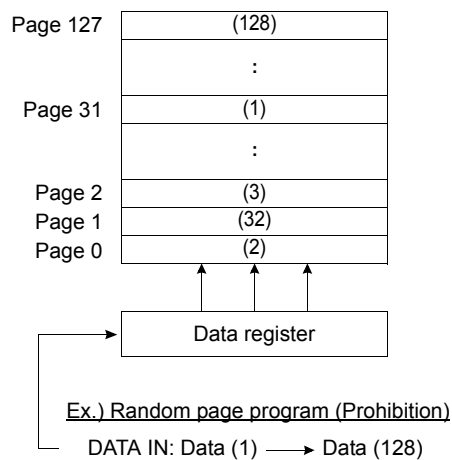 Page 127 (128)
:
Page 31 (1)
:
Page 2 (3)
Page 1 (32)
Page 0 (2)
Data register
Ex.) Random page program (Prohibition)
DATA IN: Data (1) Data (128)